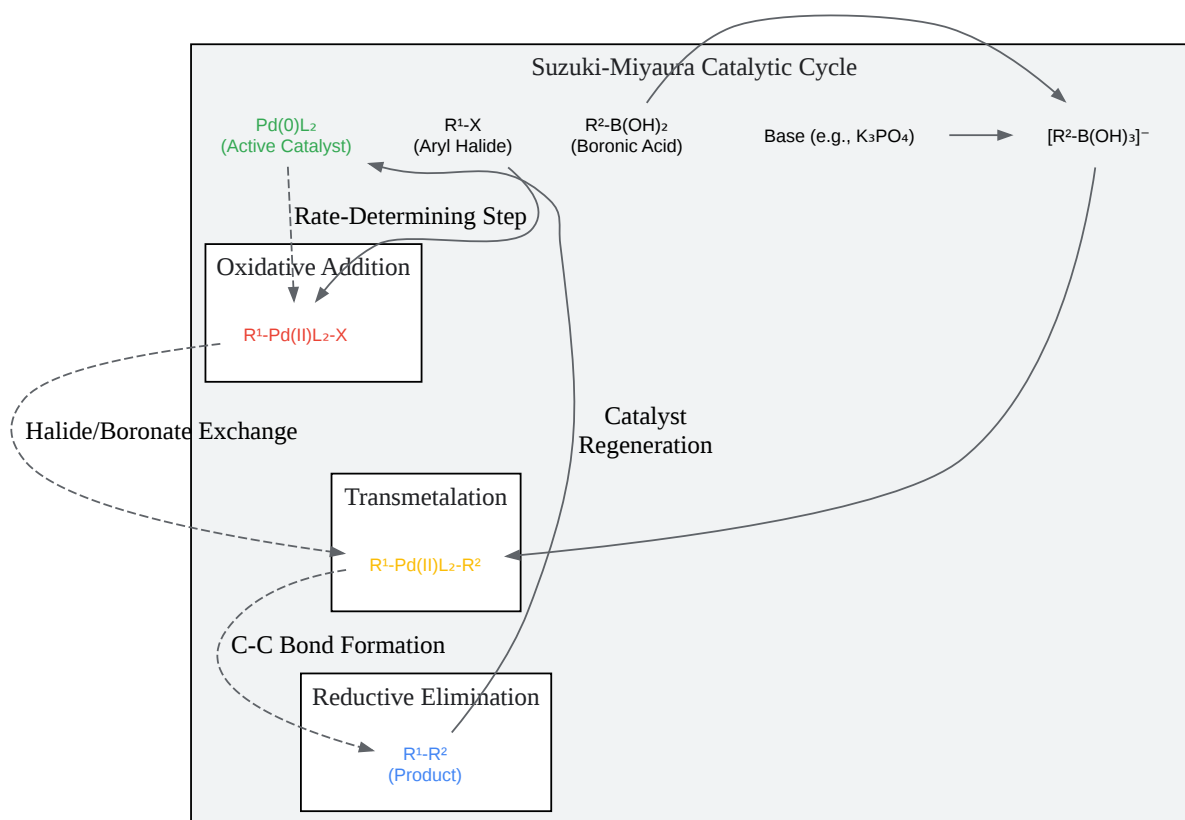 Suzuki-Miyaura Catalytic Cycle
Pd(0)L₂
(Active Catalyst)
R¹-X
(Aryl Halide)
R²-B(OH)₂
(Boronic Acid)
Base (e.g., K₃PO₄)
[R²-B(OH)₃]⁻
Rate-Determining Step
Oxidative Addition
R¹-Pd(II)L₂-X
Halide/Boronate Exchange
Catalyst
Regeneration
Transmetalation
R¹-Pd(II)L₂-R²
C-C Bond Formation
Reductive Elimination
R¹-R²
(Product)